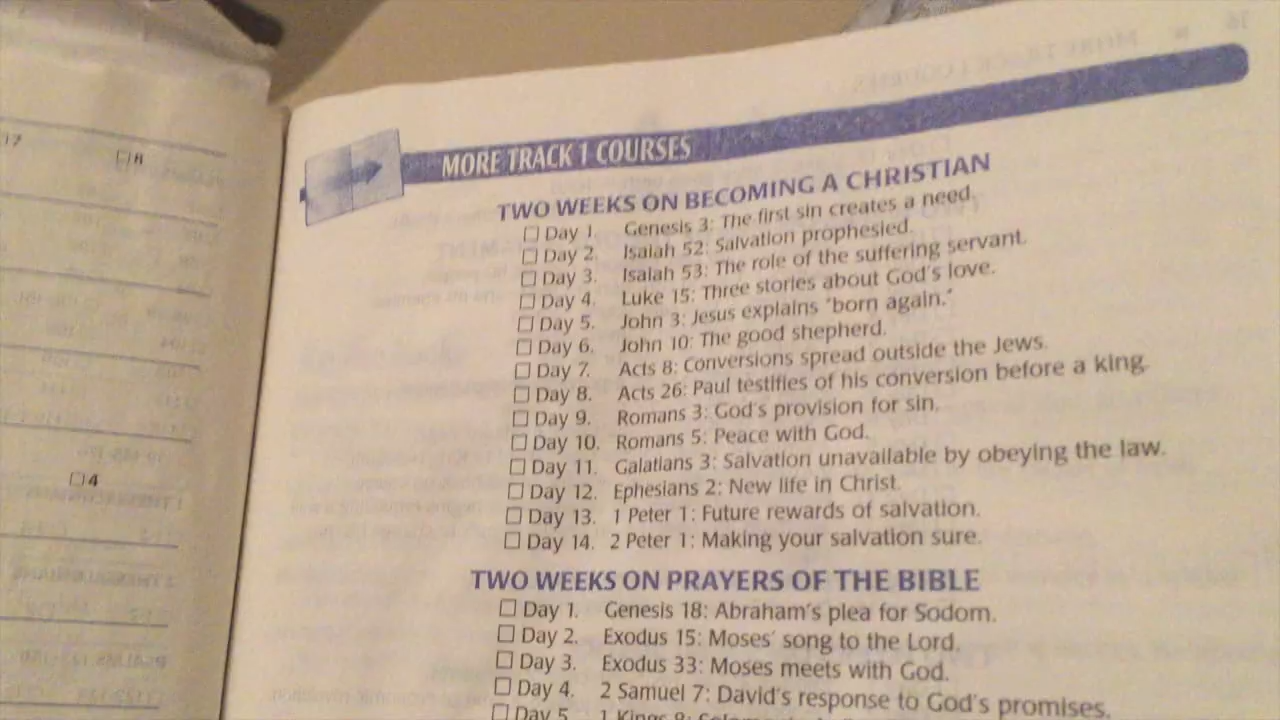 MORE TRACK 1 COURSES
TWO WEEKS ON BECOMING A CHRISTIAN
☐ Day 1. Genesis 3: The first sin creates a need.
☐ Day 2. Isaiah 52: Salvation prophesied.
☐ Day 3. Isaiah 53: The role of the suffering servant.
☐ Day 4. Luke 15: Three stories about God's love.
☐ Day 5. John 3: Jesus explains "born again."
☐ Day 6. John 10: The good shepherd.
☐ Day 7. Acts 8: Conversions spread outside the Jews.
☐ Day 8. Acts 26: Paul testifies of his conversion before a king.
☐ Day 9. Romans 3: God's provision for sin.
☐ Day 10. Romans 5: Peace with God.
☐ Day 11. Galatians 3: Salvation unavailable by obeying the law.
☐ Day 12. Ephesians 2: New life in Christ.
☐ Day 13. 1 Peter 1: Future rewards of salvation.
☐ Day 14. 2 Peter 1: Making your salvation sure.
TWO WEEKS ON PRAYERS OF THE BIBLE
☐ Day 1. Genesis 18: Abraham's plea for Sodom.
☐ Day 2. Exodus 15: Moses' song to the Lord.
☐ Day 3. Exodus 33: Moses meets with God.
☐ Day 4. 2 Samuel 7: David's response to God's promises.
☐ Day 5. 1 Kings 8:
☐ 8
☐ 4